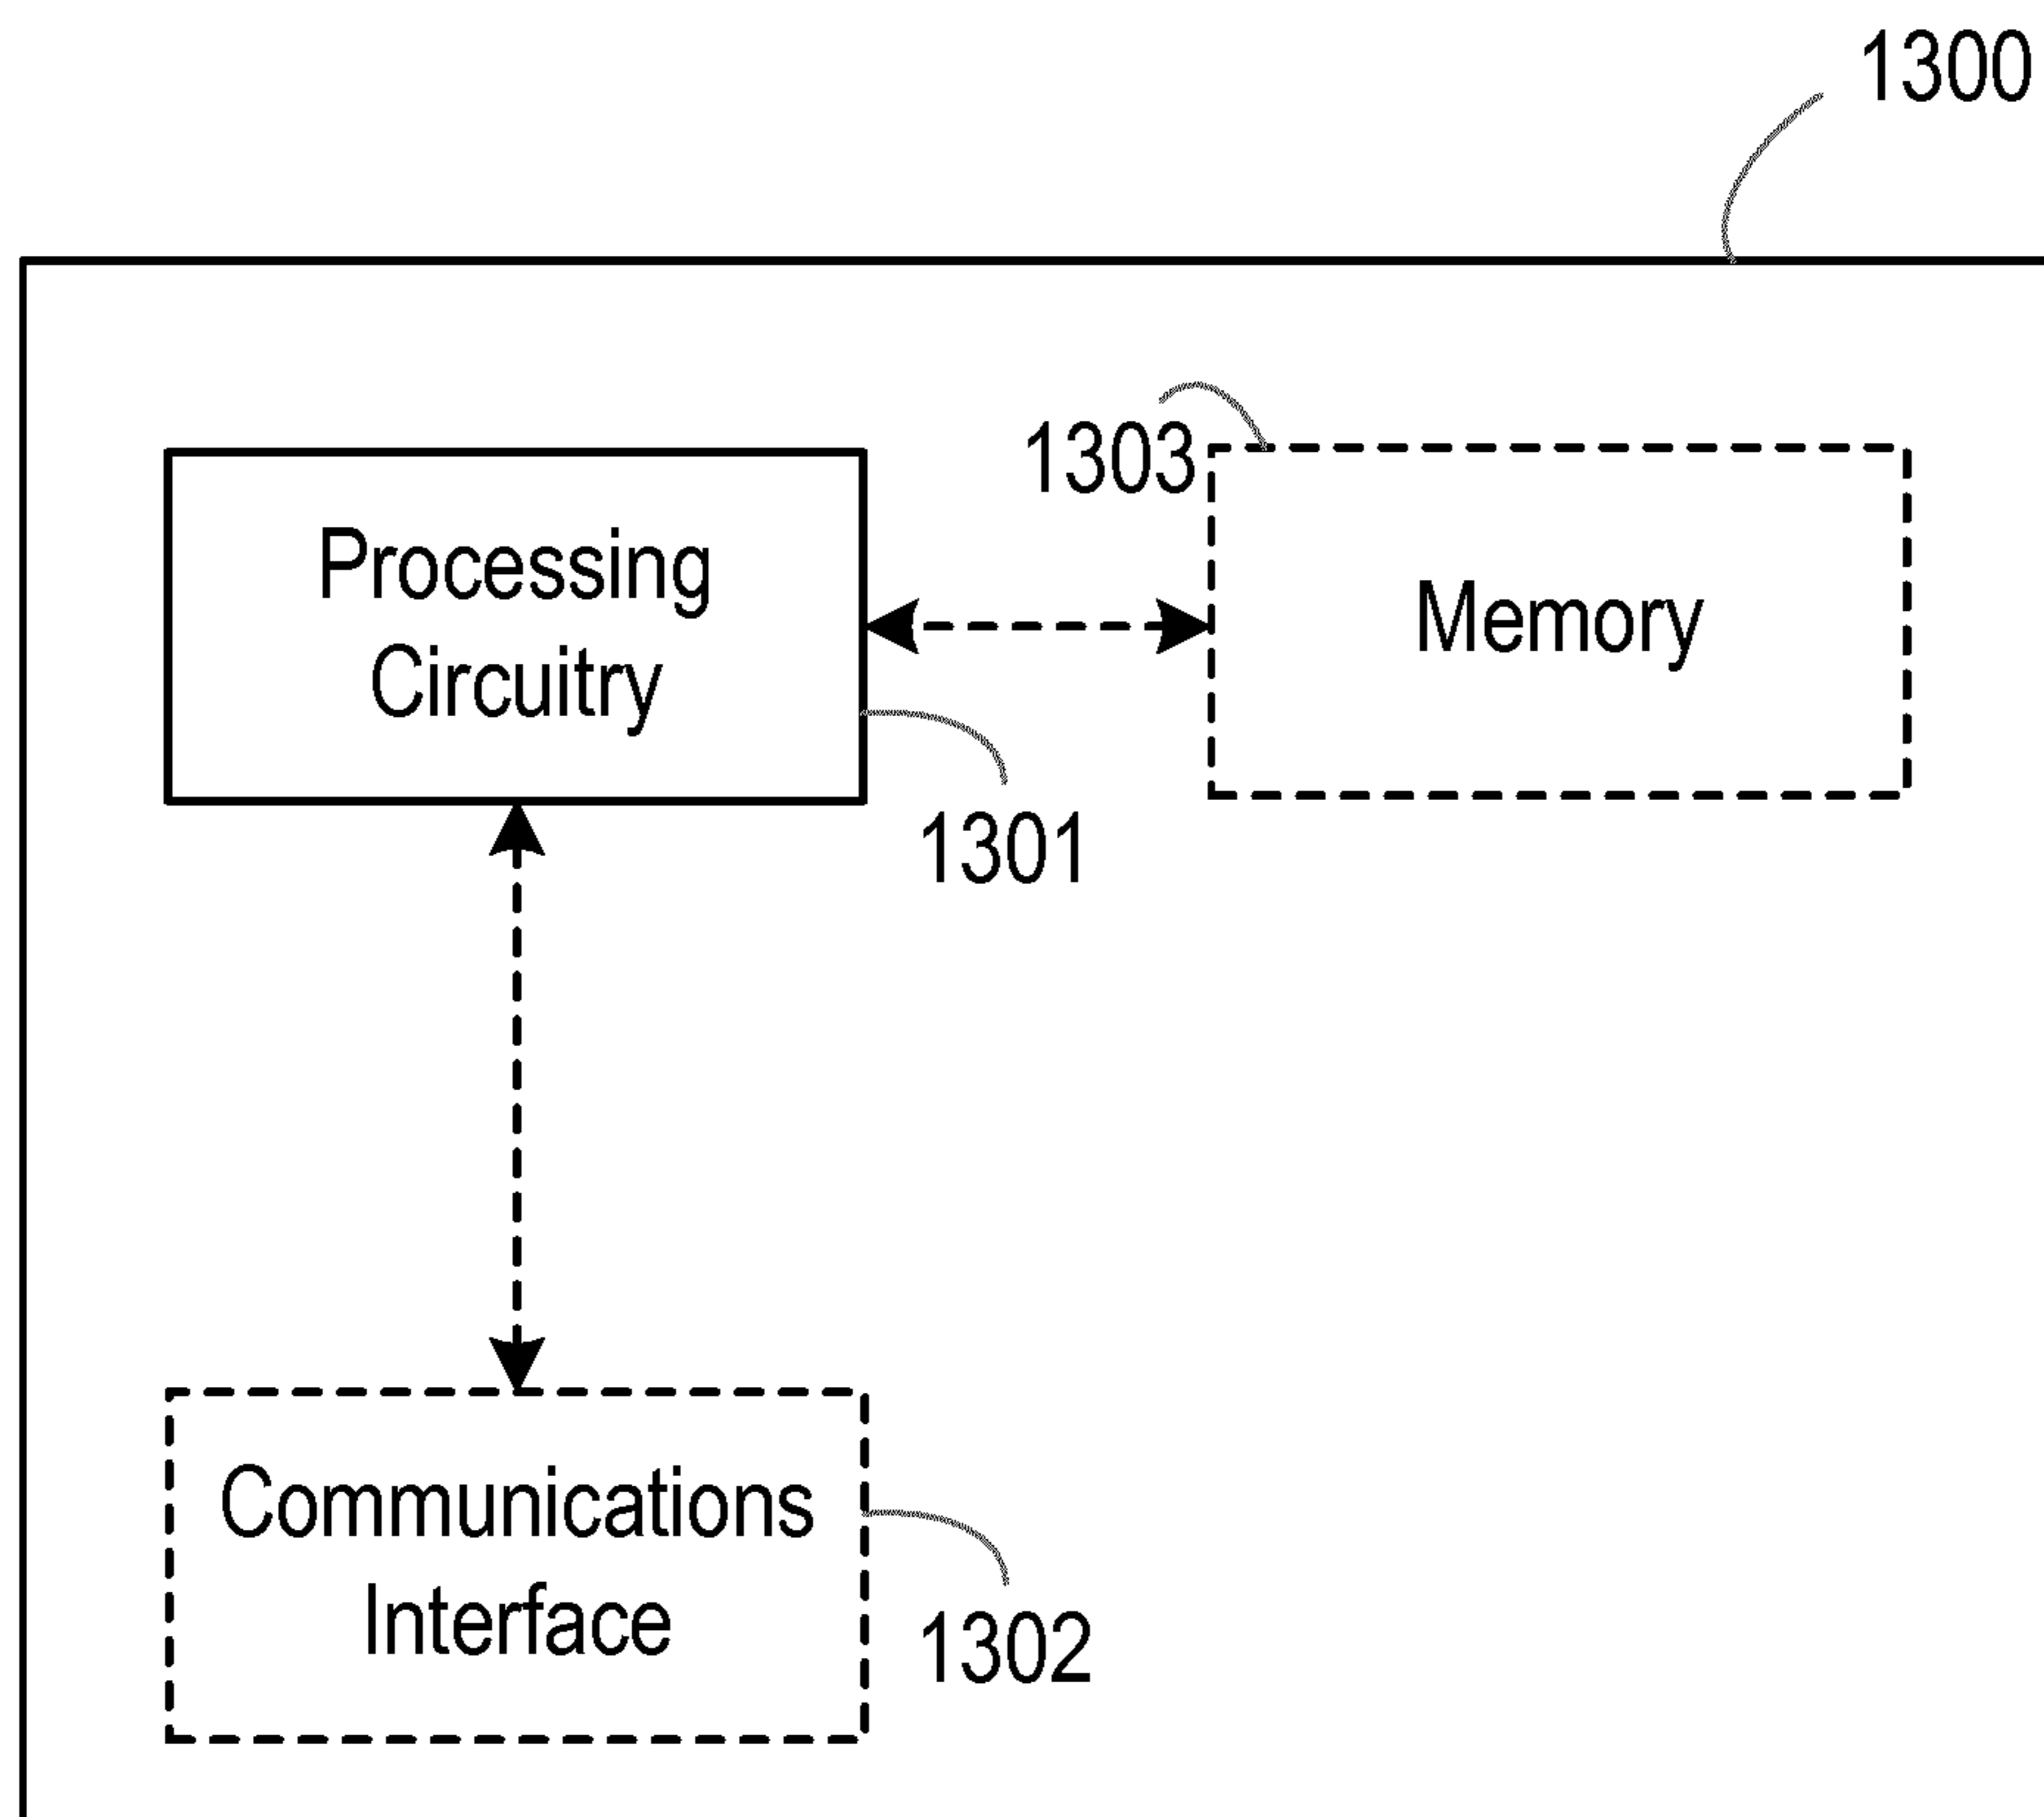 1300
1303
Processing
Circuitry
Memory
1301
Communications
Interface
1302